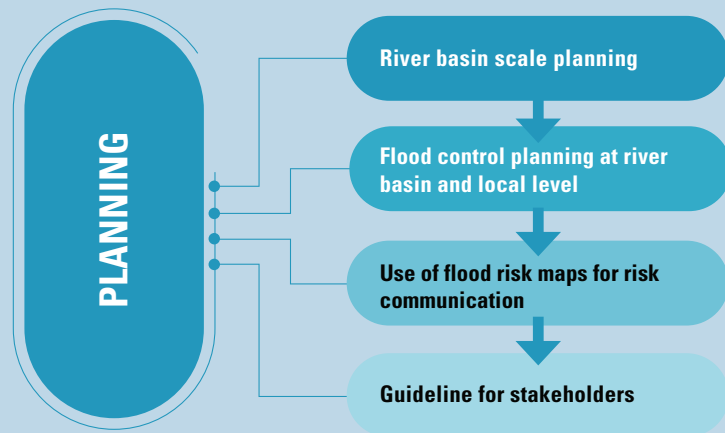 PLANNING
River basin scale planning
Flood control planning at river
basin and local level
Use of flood risk maps for risk
communication
Guideline for stakeholders